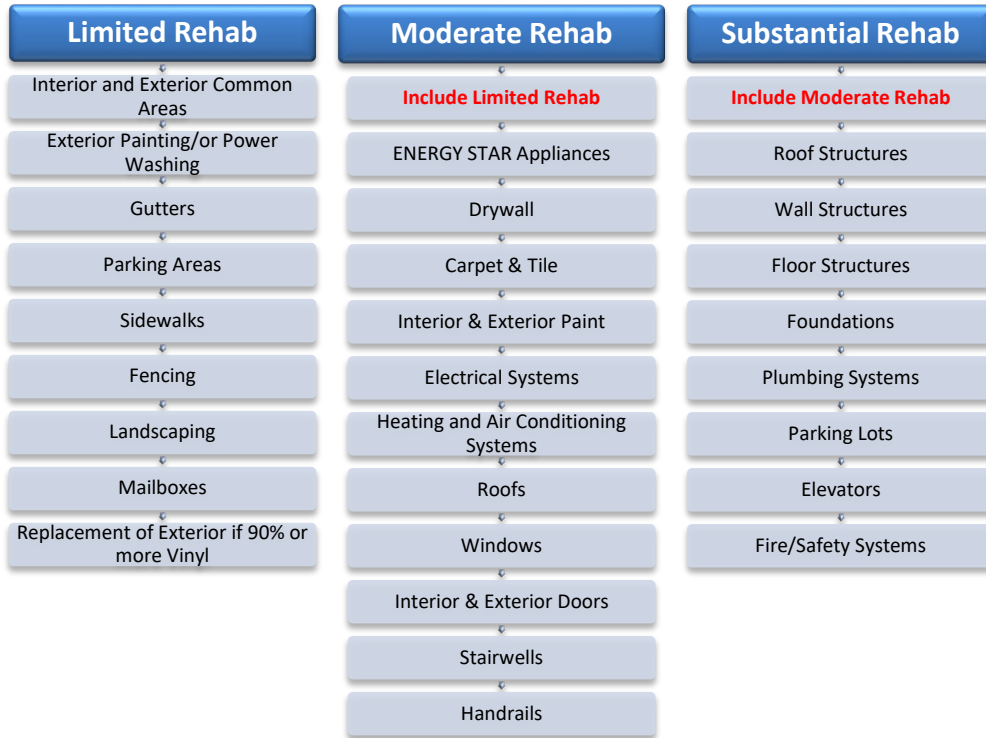 Limited Rehab
Interior and Exterior Common
Areas
Exterior Painting/or Power
Washing
Gutters
Parking Areas
Sidewalks
Fencing
Landscaping
Mailboxes
Replacement of Exterior if 90% or
more Vinyl
Moderate Rehab
Include Limited Rehab
ENERGY STAR Appliances
Drywall
Carpet & Tile
Interior & Exterior Paint
Electrical Systems
Heating and Air Conditioning
Systems
Roofs
Windows
Interior & Exterior Doors
Stairwells
Handrails
Substantial Rehab
Include Moderate Rehab
Roof Structures
Wall Structures
Floor Structures
Foundations
Plumbing Systems
Parking Lots
Elevators
Fire/Safety Systems